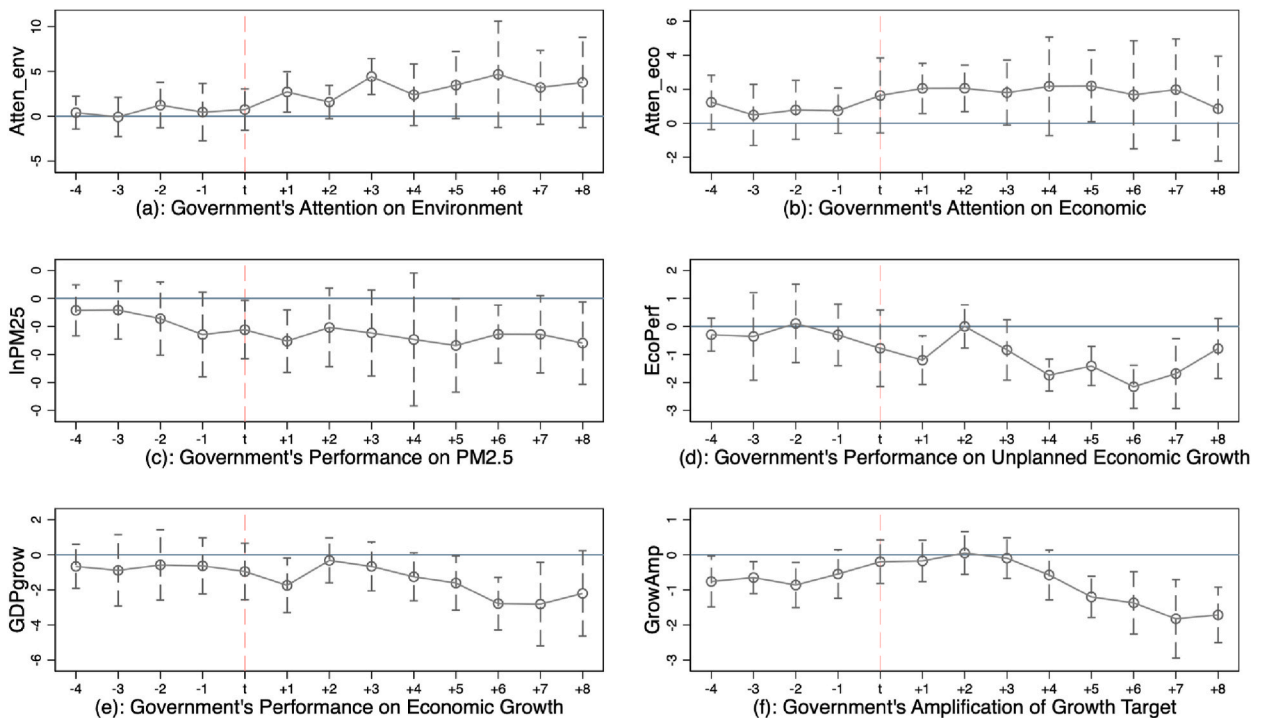 Atten_env
10
5
0
-5
-4 -3 -2 -1 t +1 +2 +3 +4 +5 +6 +7 +8
(a): Government's Attention on Environment
Atten_eco
6
4
2
0
-2
-4 -3 -2 -1 t +1 +2 +3 +4 +5 +6 +7 +8
(b): Government's Attention on Economic
lnPM25
0
0
-0
-0
-0
-0
-4 -3 -2 -1 t +1 +2 +3 +4 +5 +6 +7 +8
(c): Government's Performance on PM2.5
EcoPerf
2
1
0
-1
-2
-3
-4 -3 -2 -1 t +1 +2 +3 +4 +5 +6 +7 +8
(d): Government's Performance on Unplanned Economic Growth
GDPgrow
2
0
-2
-4
-6
-4 -3 -2 -1 t +1 +2 +3 +4 +5 +6 +7 +8
(e): Government's Performance on Economic Growth
GrowAmp
1
0
-1
-2
-3
-4 -3 -2 -1 t +1 +2 +3 +4 +5 +6 +7 +8
(f): Government's Amplification of Growth Target